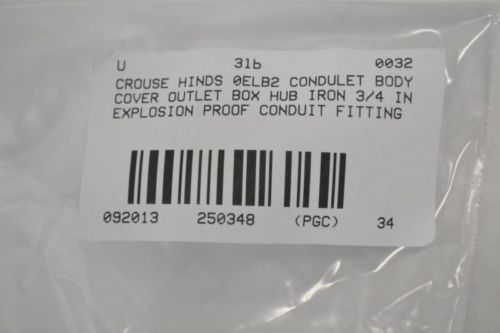 U 31b 0032
CROUSE HINDS 0ELB2 CONDULET BODY
COVER OUTLET BOX HUB IRON 3/4 IN
EXPLOSION PROOF CONDUIT FITTING
092013 250348 (PGC) 34